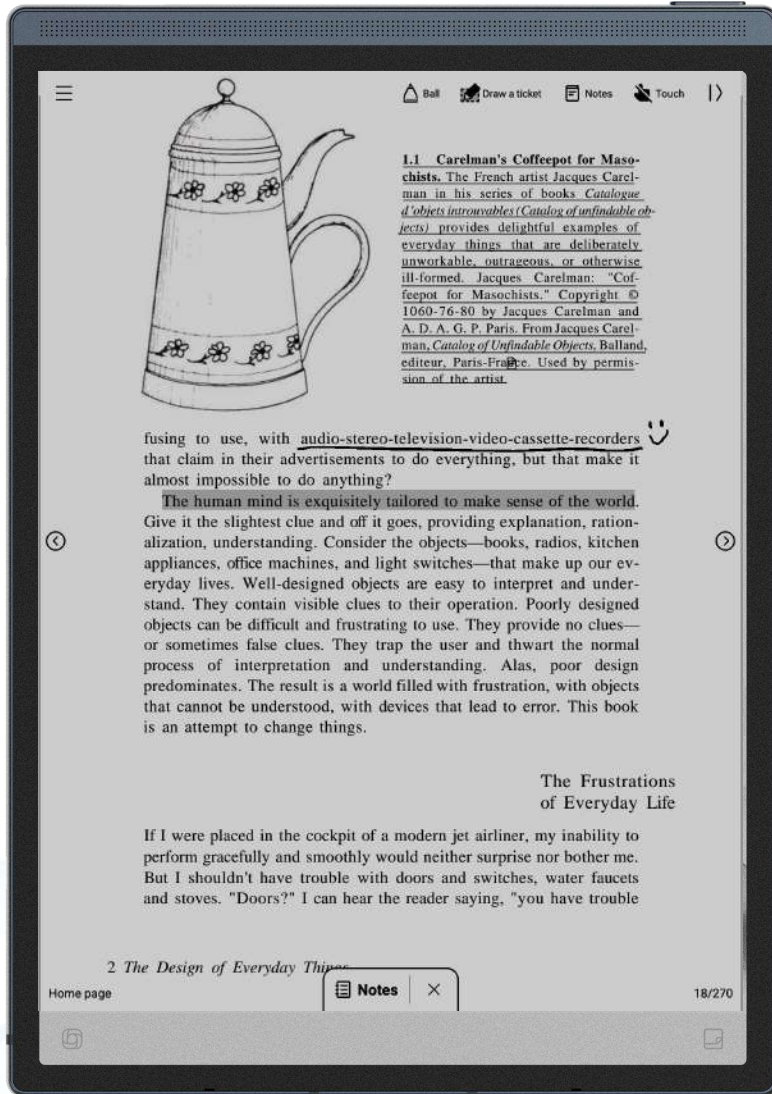 Ball
Draw a ticket
Notes
Touch
1.1 Carelman's Coffeepot for Maso-
chists. The French artist Jacques Carel-
man in his series of books Catalogue
d'objets introuvables (Catalog of unfindable ob-
jects) provides delightful examples of
everyday things that are deliberately
unworkable, outrageous, or otherwise
ill-formed. Jacques Carelman: "Cof-
feepot for Masochists." Copyright ©
1060-76-80 by Jacques Carelman and
A. D. A. G. P. Paris. From Jacques Carel-
man, Catalog of Unfindable Objects, Balland,
editeur, Paris-France. Used by permis-
sion of the artist.
fusing to use, with audio-stereo-television-video-cassette-recorders
that claim in their advertisements to do everything, but that make it
almost impossible to do anything?
The human mind is exquisitely tailored to make sense of the world.
Give it the slightest clue and off it goes, providing explanation, ration-
alization, understanding. Consider the objects—books, radios, kitchen
appliances, office machines, and light switches—that make up our ev-
eryday lives. Well-designed objects are easy to interpret and under-
stand. They contain visible clues to their operation. Poorly designed
objects can be difficult and frustrating to use. They provide no clues—
or sometimes false clues. They trap the user and thwart the normal
process of interpretation and understanding. Alas, poor design
predominates. The result is a world filled with frustration, with objects
that cannot be understood, with devices that lead to error. This book
is an attempt to change things.
The Frustrations
of Everyday Life
If I were placed in the cockpit of a modern jet airliner, my inability to
perform gracefully and smoothly would neither surprise nor bother me.
But I shouldn't have trouble with doors and switches, water faucets
and stoves. "Doors?" I can hear the reader saying, "you have trouble
2 The Design of Everyday Things
Home page
Notes
18/270